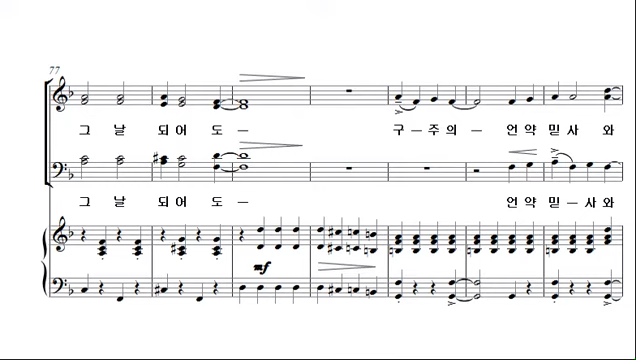 77
그 날 되어 도 – 구 – 주의 – 언약 믿사 와
그 날 되어 도 – 언약 믿 – 사 와
mf